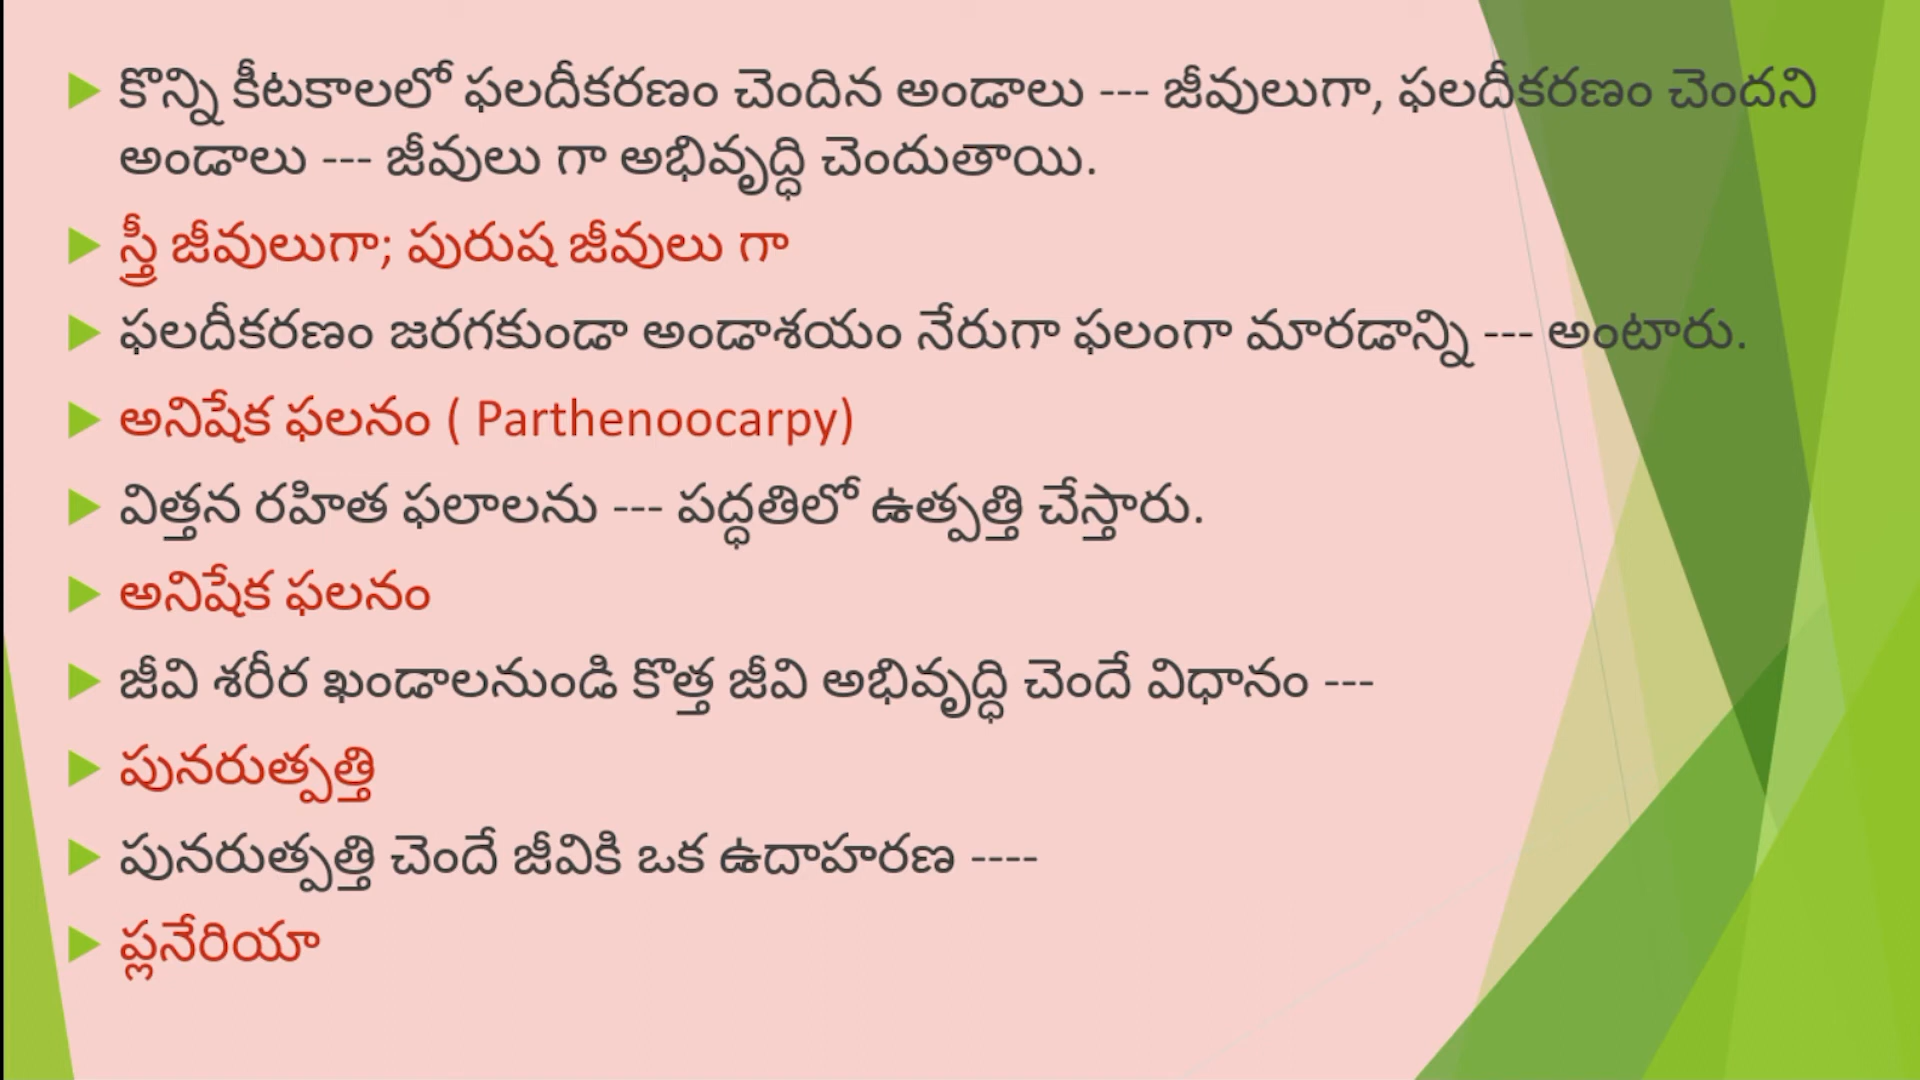 కొన్ని కీటకాలలో ఫలదీకరణం చెందిన అండాలు --- జీవులుగా, ఫలదీకరణం చెందని
అండాలు --- జీవులు గా అభివృద్ధి చెందుతాయి.
స్త్రీ జీవులుగా; పురుష జీవులు గా
ఫలదీకరణం జరగకుండా అండాశయం నేరుగా ఫలంగా మారడాన్ని --- అంటారు.
అనిషేక ఫలనం ( Parthenoocarpy)
విత్తన రహిత ఫలాలను --- పద్ధతిలో ఉత్పత్తి చేస్తారు.
అనిషేక ఫలనం
జీవి శరీర ఖండాలనుండి కొత్త జీవి అభివృద్ధి చెందే విధానం ---
పునరుత్పత్తి
పునరుత్పత్తి చెందే జీవికి ఒక ఉదాహరణ ----
ప్లనేరియా